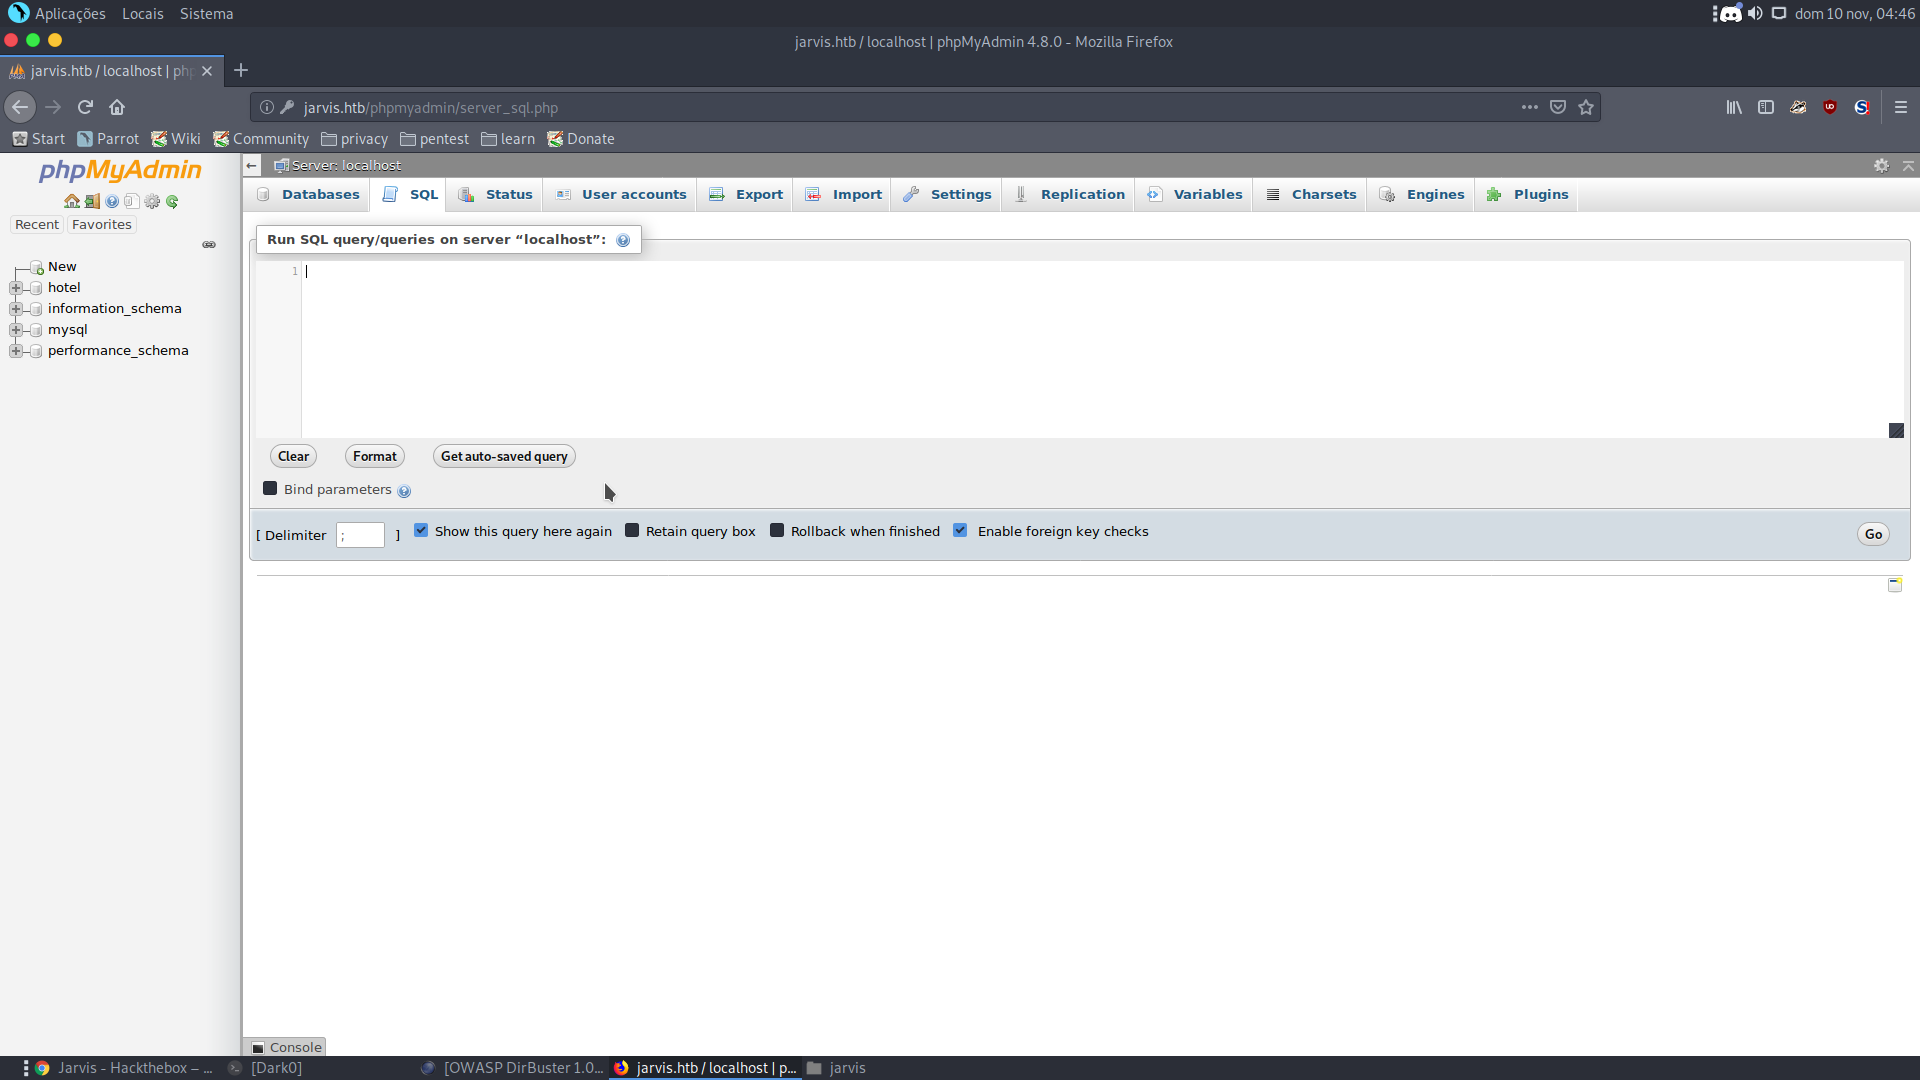 Aplicações Locais Sistema dom 10 nov, 04:46
jarvis.htb / localhost | phpMyAdmin 4.8.0 - Mozilla Firefox
jarvis.htb / localhost | php
jarvis.htb/phpmyadmin/server_sql.php
Start Parrot Wiki Community privacy pentest learn Donate
phpMyAdmin
Recent Favorites
New
hotel
information_schema
mysql
performance_schema
Server: localhost
Databases SQL Status User accounts Export Import Settings Replication Variables Charsets Engines Plugins
Run SQL query/queries on server “localhost”:
1
Clear Format Get auto-saved query
Bind parameters
[ Delimiter ; ] Show this query here again Retain query box Rollback when finished Enable foreign key checks Go
Console
Jarvis - Hackthebox – ... [Dark0] [OWASP DirBuster 1.0... jarvis.htb / localhost | p... jarvis